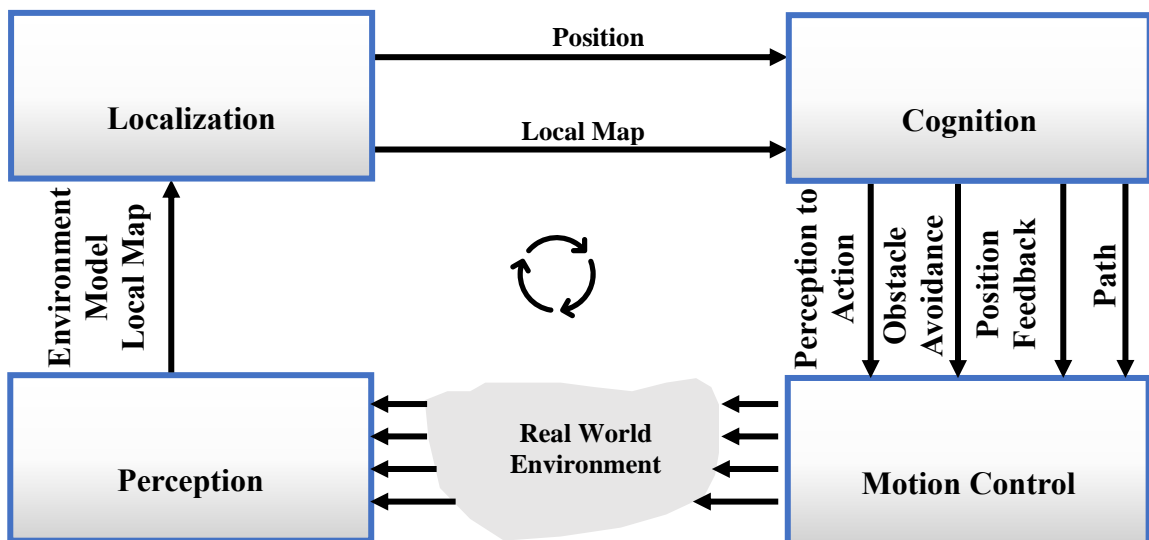 Position
Localization
Cognition
Local Map
Environment
Model
Local Map
Perception to
Action
Obstacle
Avoidance
Position
Feedback
Path
Real World
Environment
Perception
Motion Control